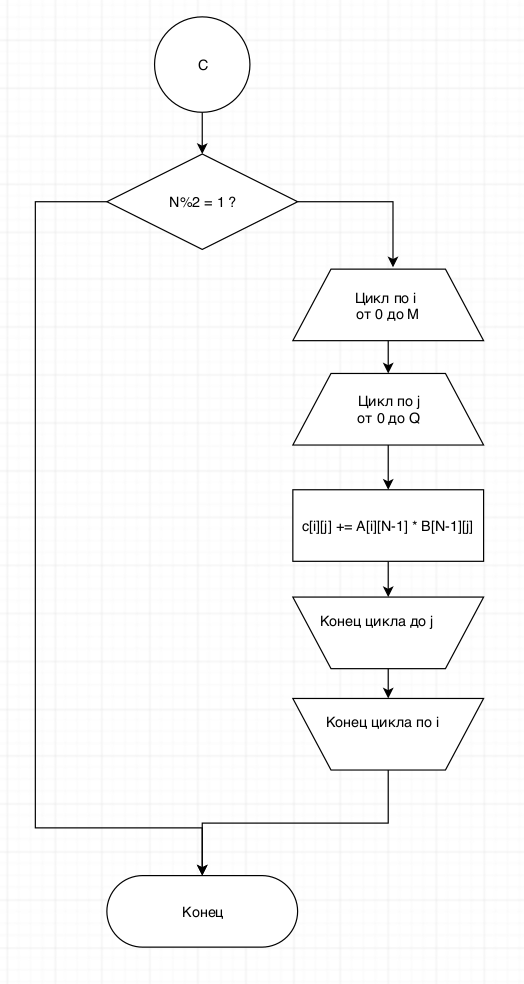 C
N%2 = 1 ?
Цикл по i
от 0 до M
Цикл по j
от 0 до Q
c[i][j] += A[i][N-1] * B[N-1][j]
Конец цикла до j
Конец цикла по i
Конец